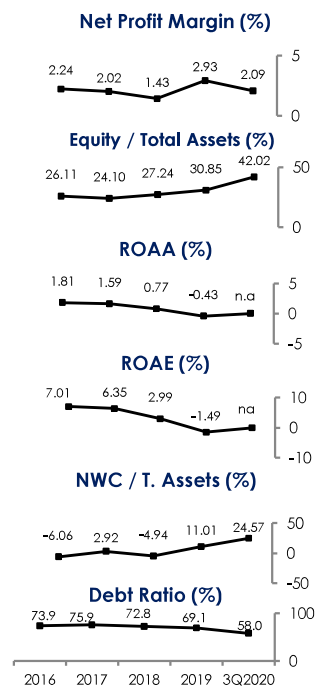 Net Profit Margin (%)
2.24 2.02 1.43 2.93 2.09
5
0
Equity / Total Assets (%)
26.11 24.10 27.24 30.85 42.02
50
0
ROAA (%)
1.81 1.59 0.77 -0.43 n.a
5
0
-5
ROAE (%)
7.01 6.35 2.99 -1.49 na
10
0
-10
NWC / T. Assets (%)
-6.06 2.92 -4.94 11.01 24.57
50
0
-50
Debt Ratio (%)
73.9 75.9 72.8 69.1 58.0
100
0
2016 2017 2018 2019 3Q2020